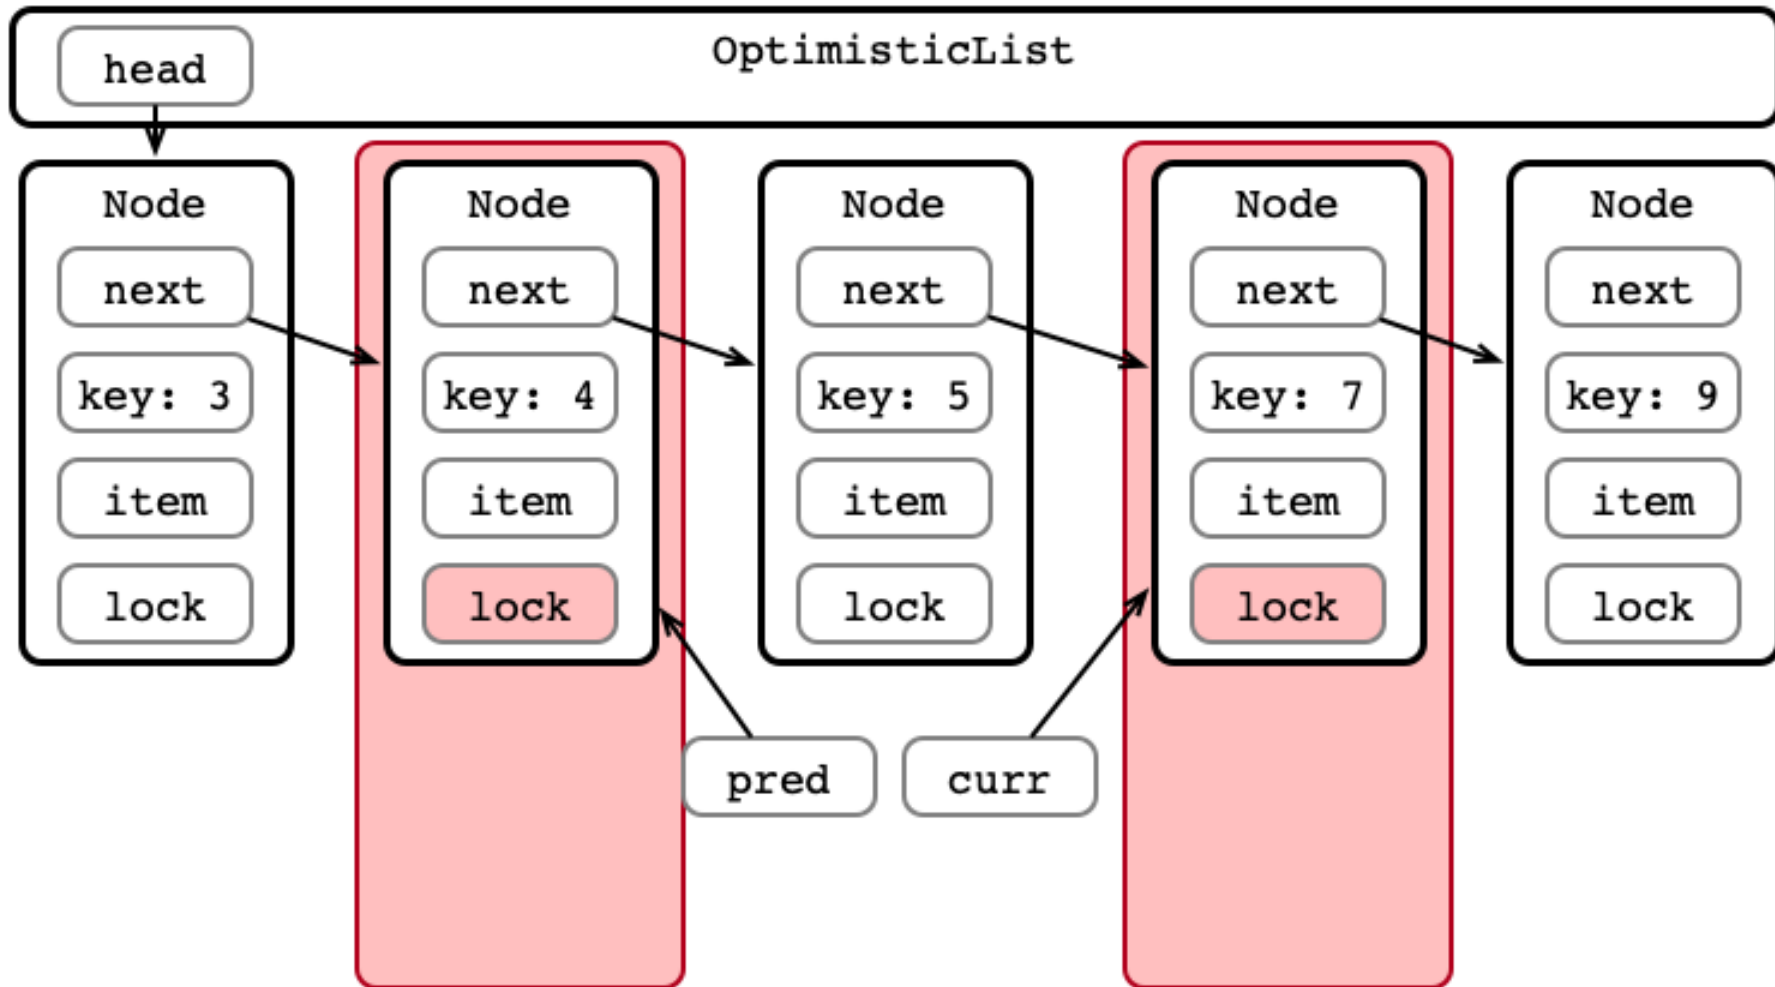 OptimisticList
head
Node
next
key: 3
item
lock
Node
next
key: 4
item
lock
Node
next
key: 5
item
lock
Node
next
key: 7
item
lock
Node
next
key: 9
item
lock
pred
curr